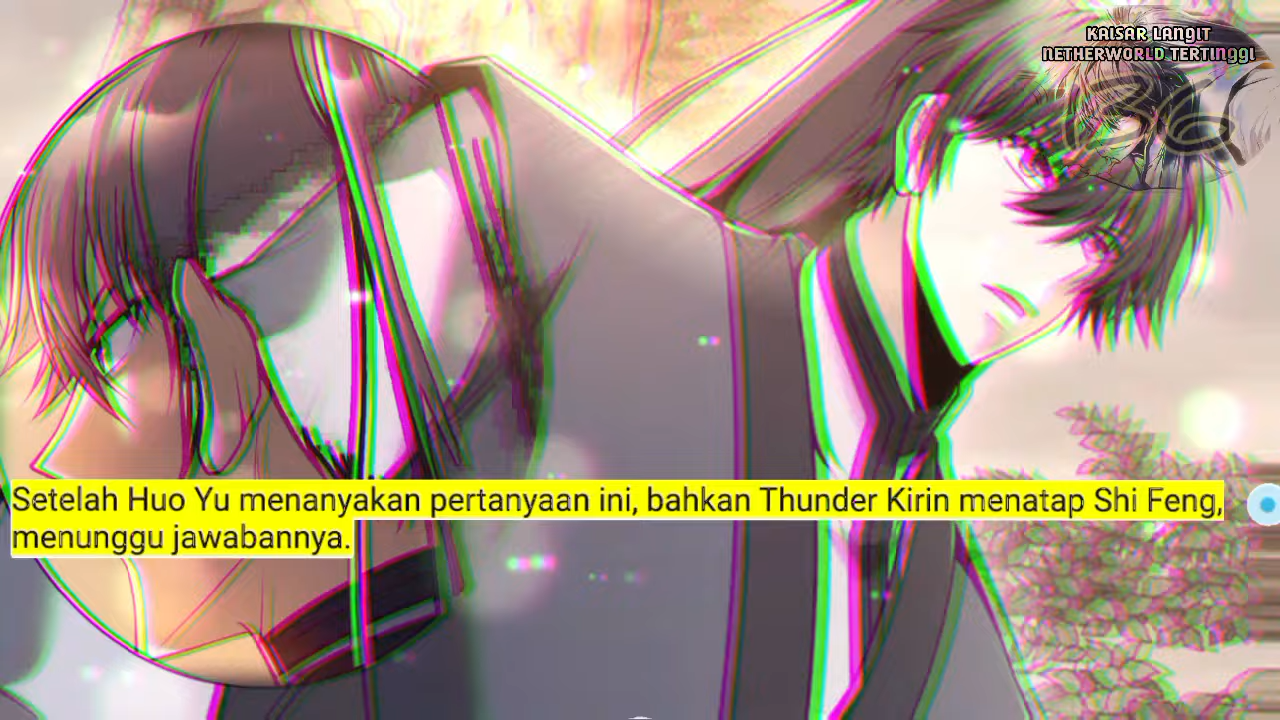 KAISAR LANGIT
NETHERWORLD TERTINGGI
Setelah Huo Yu menanyakan pertanyaan ini, bahkan Thunder Kirin menatap Shi Feng,
menunggu jawabannya.